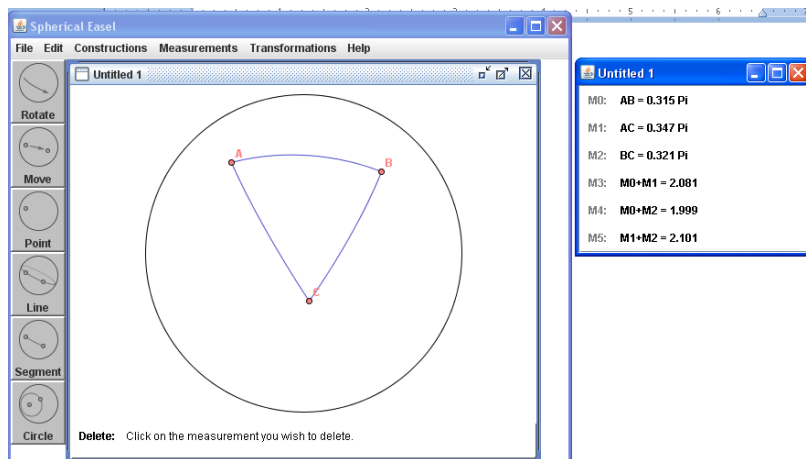 Spherical Easel
File Edit Constructions Measurements Transformations Help
Untitled 1
Rotate
Move
Point
Line
Segment
Circle
A
B
C
Delete: Click on the measurement you wish to delete.
5 6
Untitled 1
M0: AB = 0.315 Pi
M1: AC = 0.347 Pi
M2: BC = 0.321 Pi
M3: M0+M1 = 2.081
M4: M0+M2 = 1.999
M5: M1+M2 = 2.101